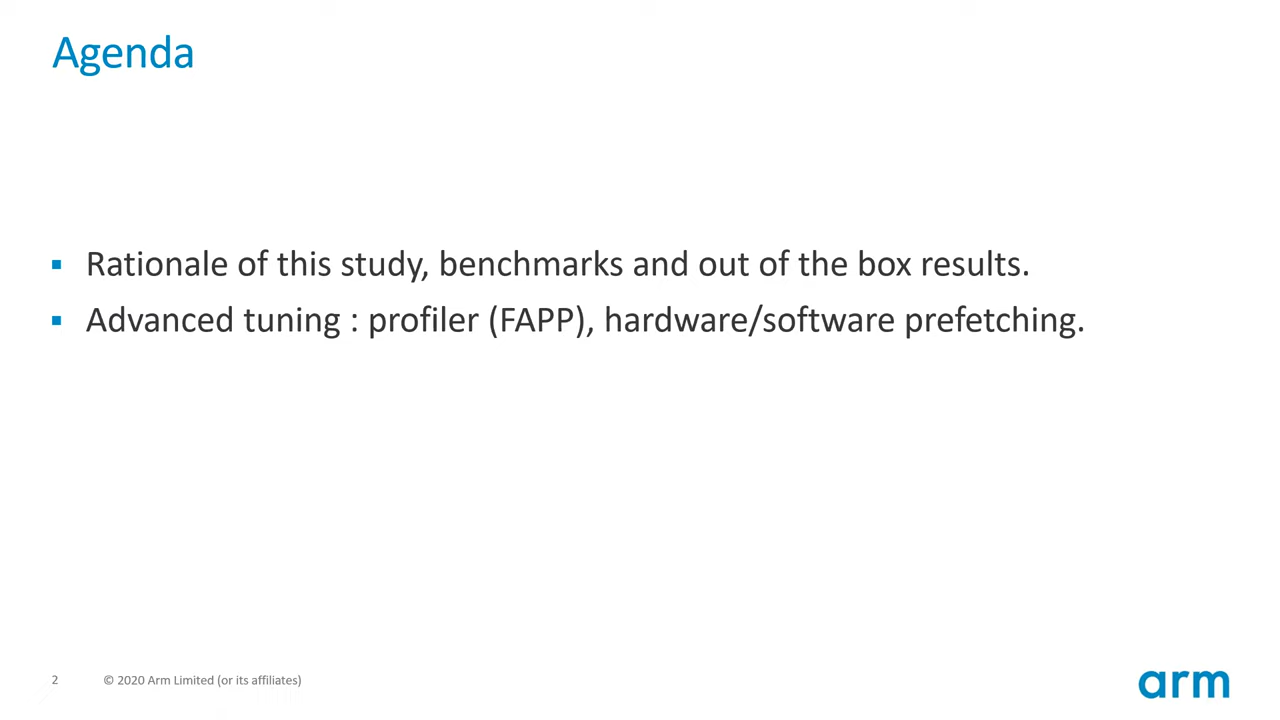 Agenda
▪ Rationale of this study, benchmarks and out of the box results.
▪ Advanced tuning : profiler (FAPP), hardware/software prefetching.
2 © 2020 Arm Limited (or its affiliates)
arm